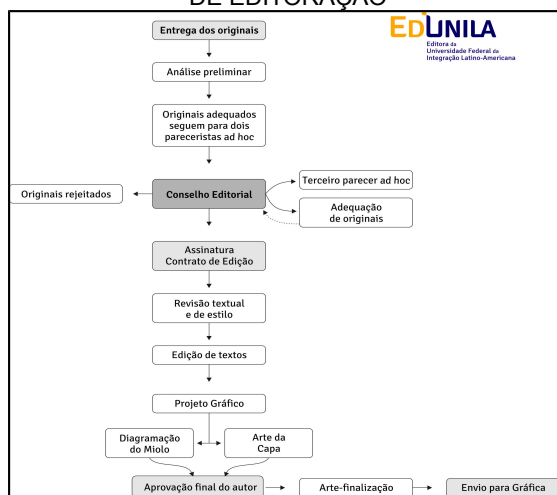 DE EDITORAÇÃO
EDUNILA
Editora da
Universidade Federal da
Integração Latino-Americana
Entrega dos originais
Análise preliminar
Originais adequados
seguem para dois
pareceristas ad hoc
Originais rejeitados
Conselho Editorial
Terceiro parecer ad hoc
Adequação
de originais
Assinatura
Contrato de Edição
Revisão textual
e de estilo
Edição de textos
Projeto Gráfico
Diagramação
do Miolo
Arte da
Capa
Aprovação final do autor
Arte-finalização
Envio para Gráfica